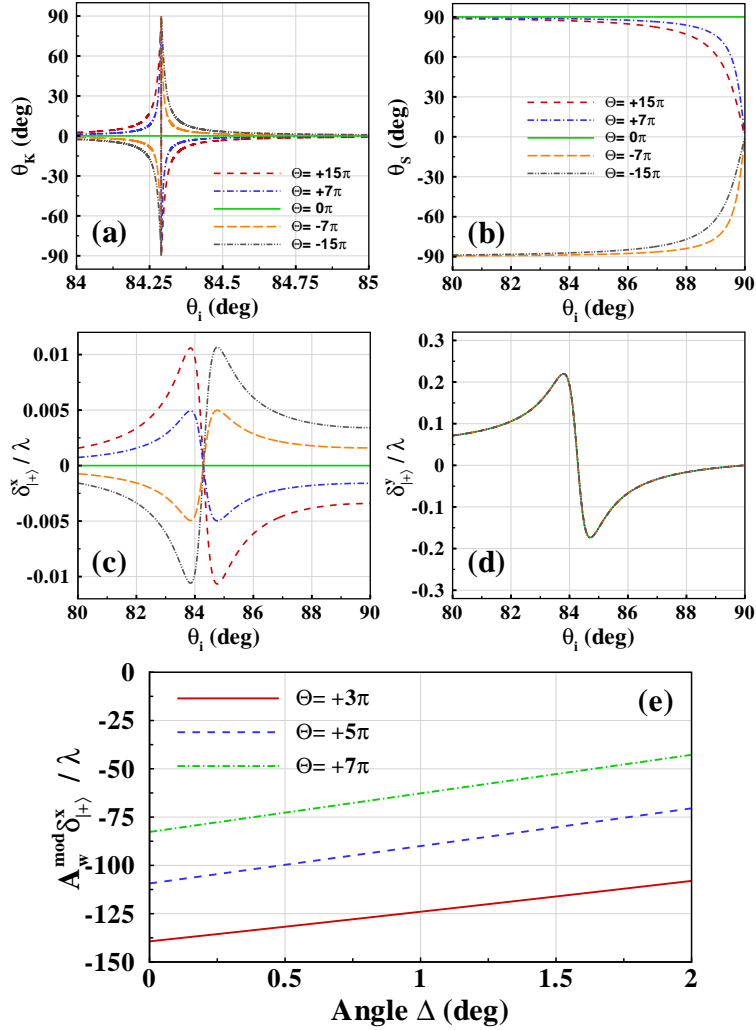 θK (deg)
90
60
30
0
-30
-60
-90
84
84.25
84.5
84.75
85
θi (deg)
Θ= +15π
Θ= +7π
Θ= 0π
Θ= -7π
Θ= -15π
(a)
θS (deg)
90
60
30
0
-30
-60
-90
80
82
84
86
88
90
θi (deg)
Θ= +15π
Θ= +7π
Θ= 0π
Θ= -7π
Θ= -15π
(b)
δx|+⟩ / λ
0.01
0.005
0
-0.005
-0.01
80
82
84
86
88
90
θi (deg)
(c)
δy|+⟩ / λ
0.3
0.2
0.1
0
-0.1
-0.2
-0.3
80
82
84
86
88
90
θi (deg)
(d)
Awmod δx|+⟩ / λ
0
-25
-50
-75
-100
-125
-150
0
0.5
1
1.5
2
Angle Δ (deg)
Θ= +3π
Θ= +5π
Θ= +7π
(e)